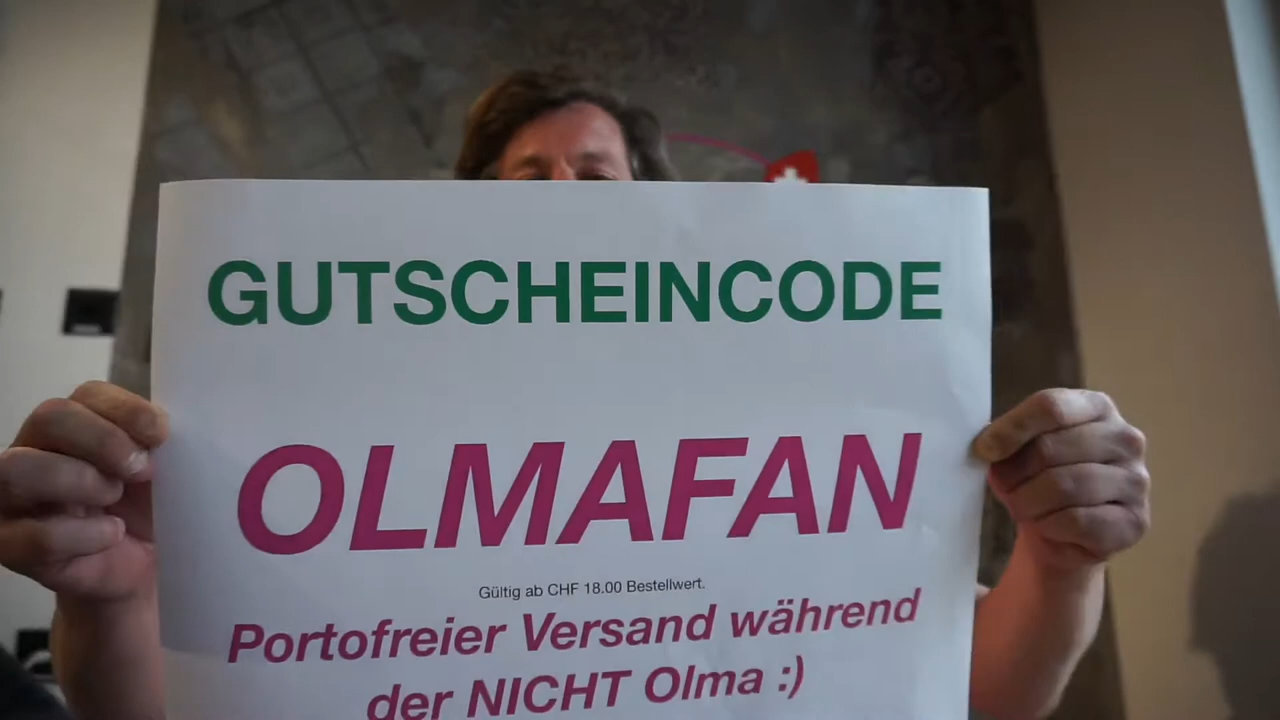 GUTSCHEINCODE
OLMAFAN
Gültig ab CHF 18.00 Bestellwert.
Portofreier Versand während
der NICHT Olma :)